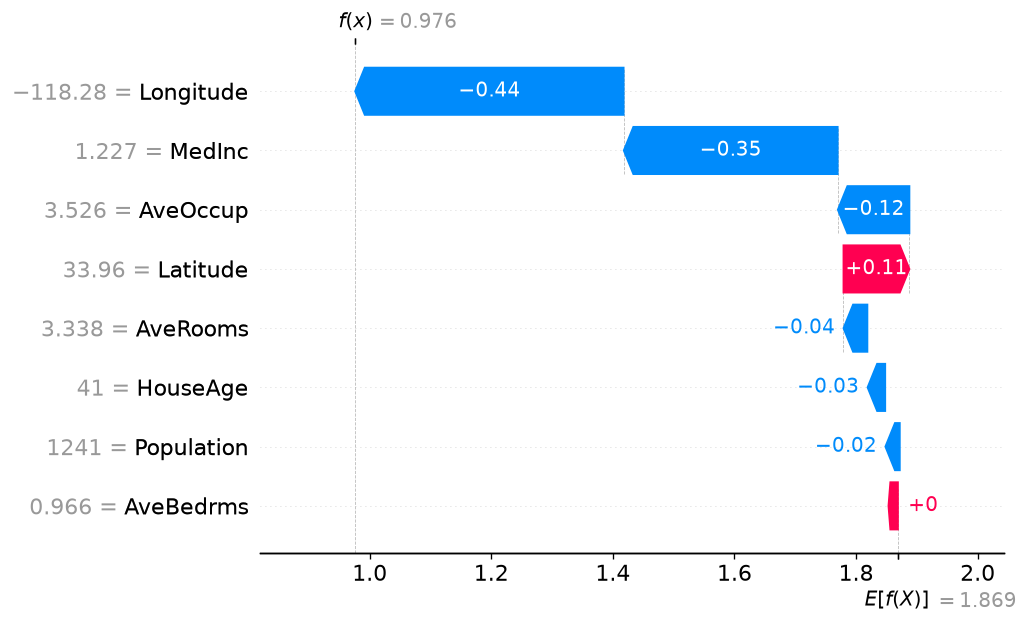 f(x) = 0.976
−118.28 = Longitude −0.44
1.227 = MedInc −0.35
3.526 = AveOccup −0.12
33.96 = Latitude +0.11
3.338 = AveRooms −0.04
41 = HouseAge −0.03
1241 = Population −0.02
0.966 = AveBedrms +0
1.0 1.2 1.4 1.6 1.8 2.0
E[f(X)] = 1.869